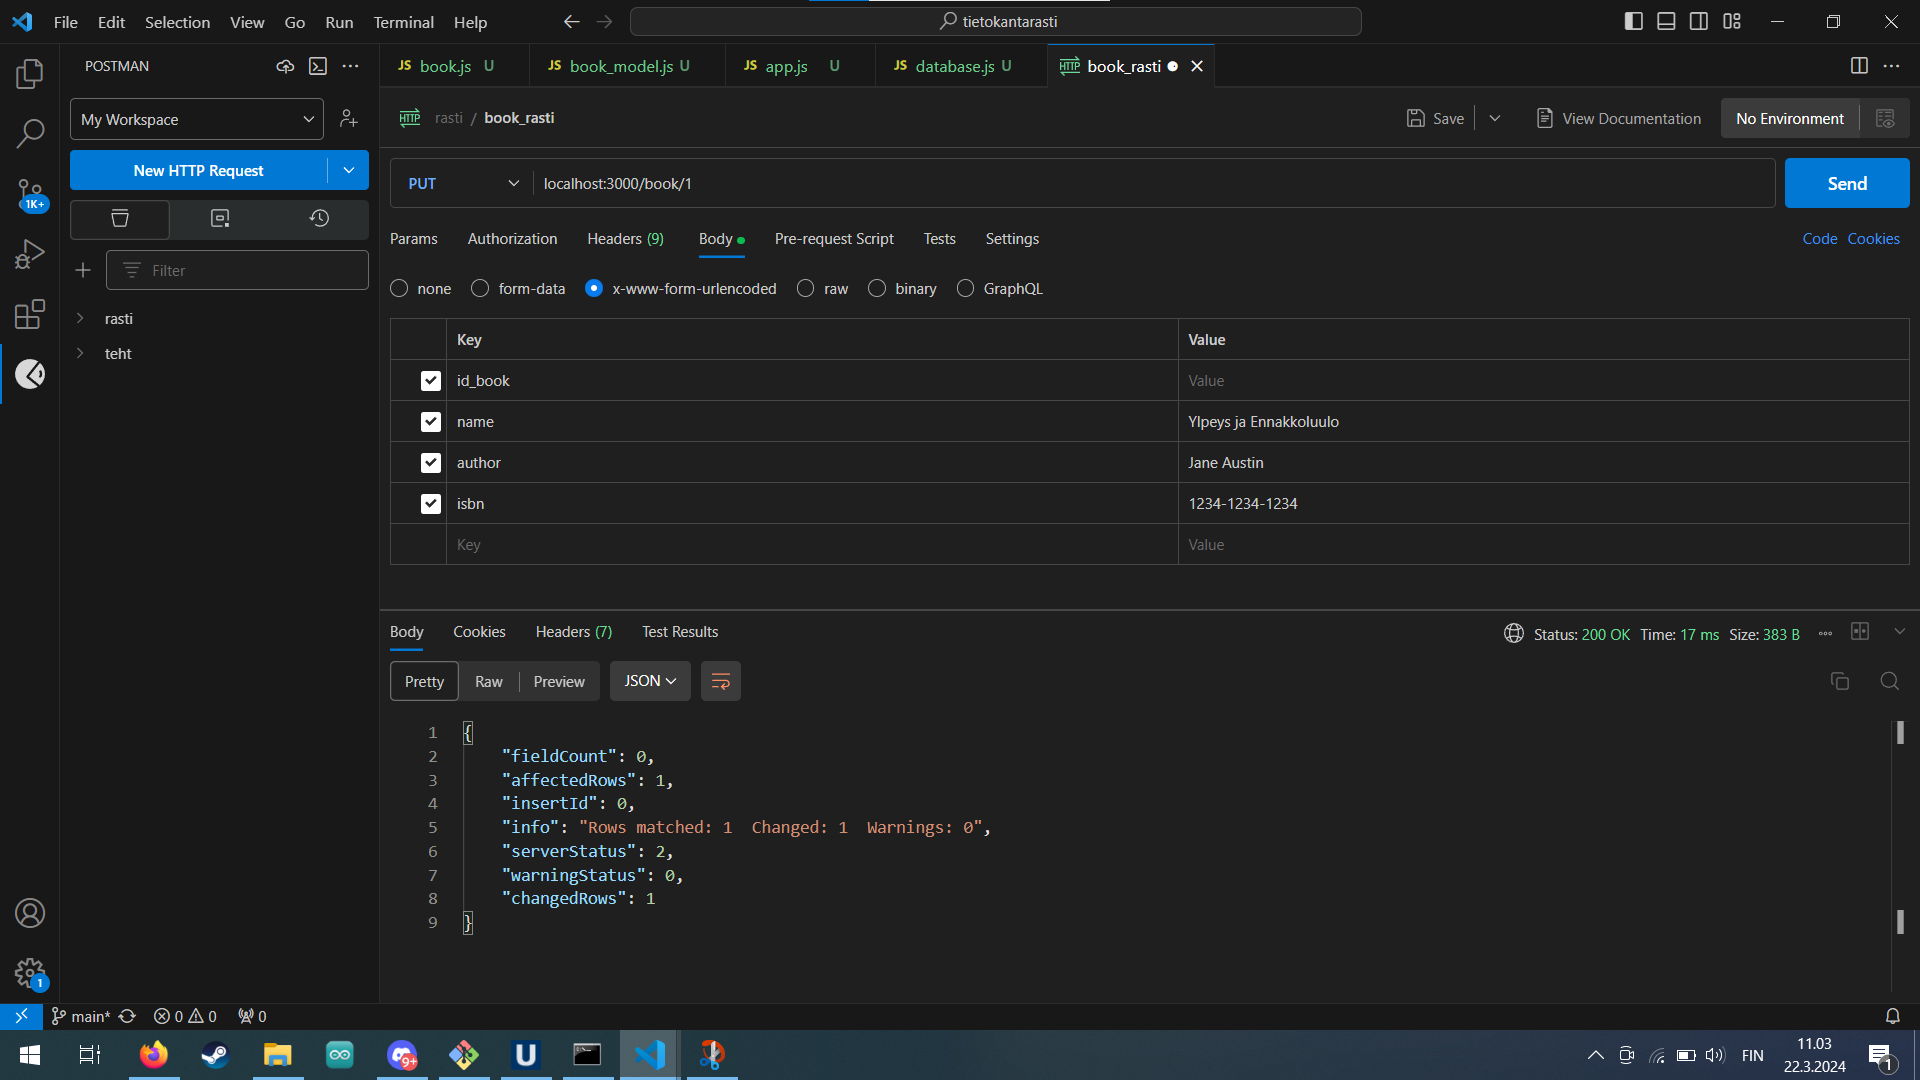 File Edit Selection View Go Run Terminal Help tietokantarasti
POSTMAN
JS book.js U JS book_model.js U JS app.js U JS database.js U HTTP book_rasti
My Workspace
HTTP rasti / book_rasti Save View Documentation No Environment
New HTTP Request
PUT localhost:3000/book/1 Send
1K+
Params Authorization Headers (9) Body Pre-request Script Tests Settings Code Cookies
Filter
none form-data x-www-form-urlencoded raw binary GraphQL
rasti
teht
Key Value
id_book Value
name Ylpeys ja Ennakkoluulo
author Jane Austin
isbn 1234-1234-1234
Key Value
Body Cookies Headers (7) Test Results Status: 200 OK Time: 17 ms Size: 383 B
Pretty Raw Preview JSON
1 {
2 "fieldCount": 0,
3 "affectedRows": 1,
4 "insertId": 0,
5 "info": "Rows matched: 1  Changed: 1  Warnings: 0",
6 "serverStatus": 2,
7 "warningStatus": 0,
8 "changedRows": 1
9 }
1
main* 0 0 0
9+ U FIN 11.03
22.3.2024
1